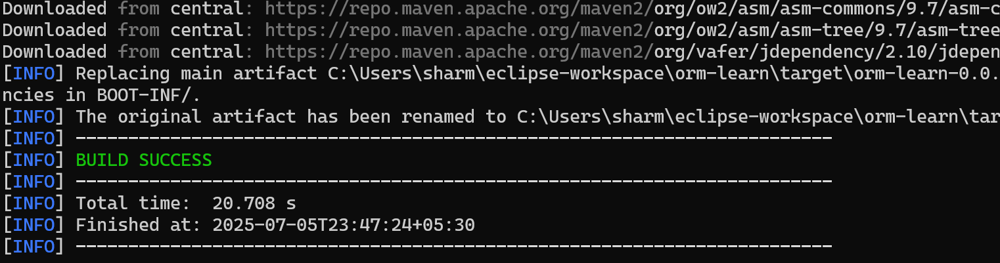 Downloaded from central: https://repo.maven.apache.org/maven2/org/ow2/asm/asm-commons/9.7/asm-c
Downloaded from central: https://repo.maven.apache.org/maven2/org/ow2/asm/asm-tree/9.7/asm-tree
Downloaded from central: https://repo.maven.apache.org/maven2/org/vafer/jdependency/2.10/jdepen
[INFO] Replacing main artifact C:\Users\sharm\eclipse-workspace\orm-learn\target\orm-learn-0.0.
ncies in BOOT-INF/.
[INFO] The original artifact has been renamed to C:\Users\sharm\eclipse-workspace\orm-learn\tar
[INFO] ------------------------------------------------------------------------
[INFO] BUILD SUCCESS
[INFO] ------------------------------------------------------------------------
[INFO] Total time:  20.708 s
[INFO] Finished at: 2025-07-05T23:47:24+05:30
[INFO] ------------------------------------------------------------------------